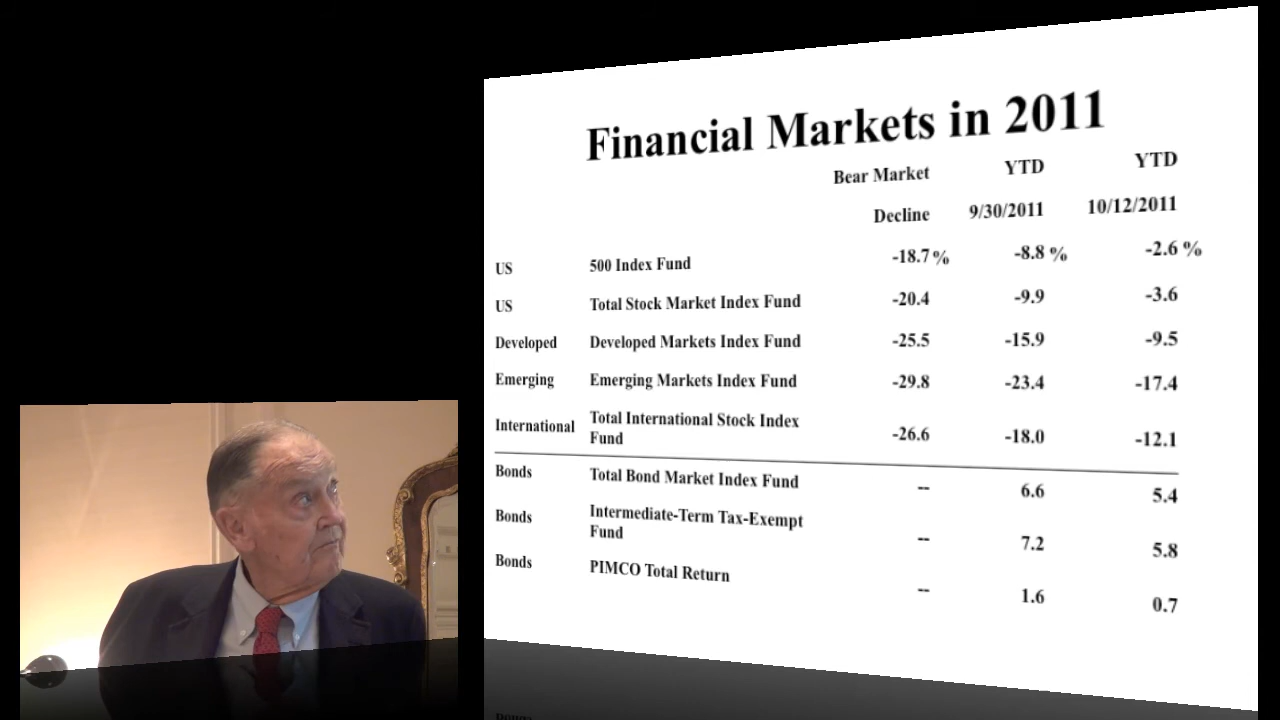 Financial Markets in 2011
Bear Market YTD YTD
Decline 9/30/2011 10/12/2011
US 500 Index Fund -18.7 % -8.8 % -2.6 %
US Total Stock Market Index Fund -20.4 -9.9 -3.6
Developed Developed Markets Index Fund -25.5 -15.9 -9.5
Emerging Emerging Markets Index Fund -29.8 -23.4 -17.4
International Total International Stock Index
Fund -26.6 -18.0 -12.1
Bonds Total Bond Market Index Fund -- 6.6 5.4
Bonds Intermediate-Term Tax-Exempt
Fund -- 7.2 5.8
Bonds PIMCO Total Return -- 1.6 0.7